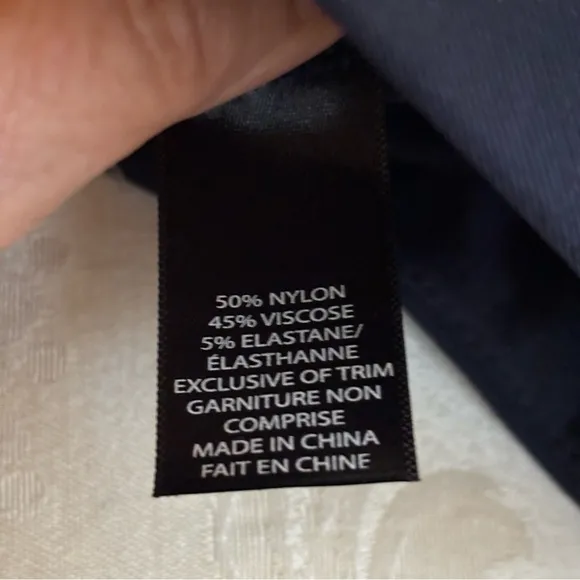 50% NYLON
45% VISCOSE
5% ELASTANE/
ÉLASTHANNE
EXCLUSIVE OF TRIM
GARNITURE NON
COMPRISE
MADE IN CHINA
FAIT EN CHINE